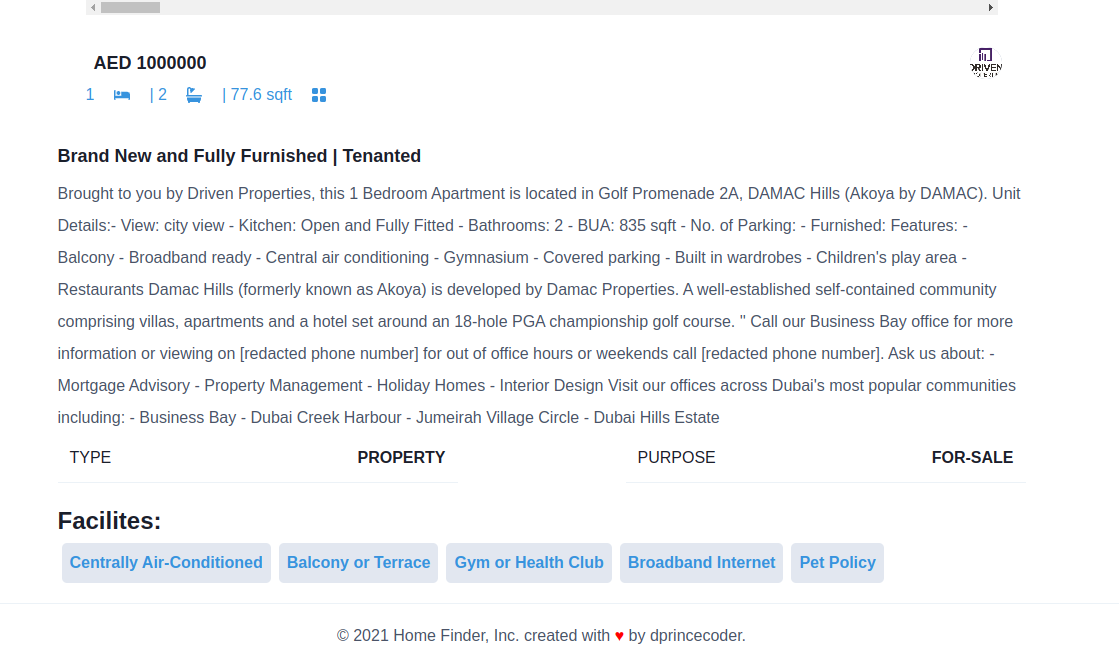 AED 1000000
DRIVEN
1 | 2 | 77.6 sqft
Brand New and Fully Furnished | Tenanted
Brought to you by Driven Properties, this 1 Bedroom Apartment is located in Golf Promenade 2A, DAMAC Hills (Akoya by DAMAC). Unit
Details:- View: city view - Kitchen: Open and Fully Fitted - Bathrooms: 2 - BUA: 835 sqft - No. of Parking: - Furnished: Features: -
Balcony - Broadband ready - Central air conditioning - Gymnasium - Covered parking - Built in wardrobes - Children's play area -
Restaurants Damac Hills (formerly known as Akoya) is developed by Damac Properties. A well-established self-contained community
comprising villas, apartments and a hotel set around an 18-hole PGA championship golf course. " Call our Business Bay office for more
information or viewing on [redacted phone number] for out of office hours or weekends call [redacted phone number]. Ask us about: -
Mortgage Advisory - Property Management - Holiday Homes - Interior Design Visit our offices across Dubai's most popular communities
including: - Business Bay - Dubai Creek Harbour - Jumeirah Village Circle - Dubai Hills Estate
TYPE PROPERTY PURPOSE FOR-SALE
Facilites:
Centrally Air-Conditioned Balcony or Terrace Gym or Health Club Broadband Internet Pet Policy
© 2021 Home Finder, Inc. created with ♥ by dprincecoder.